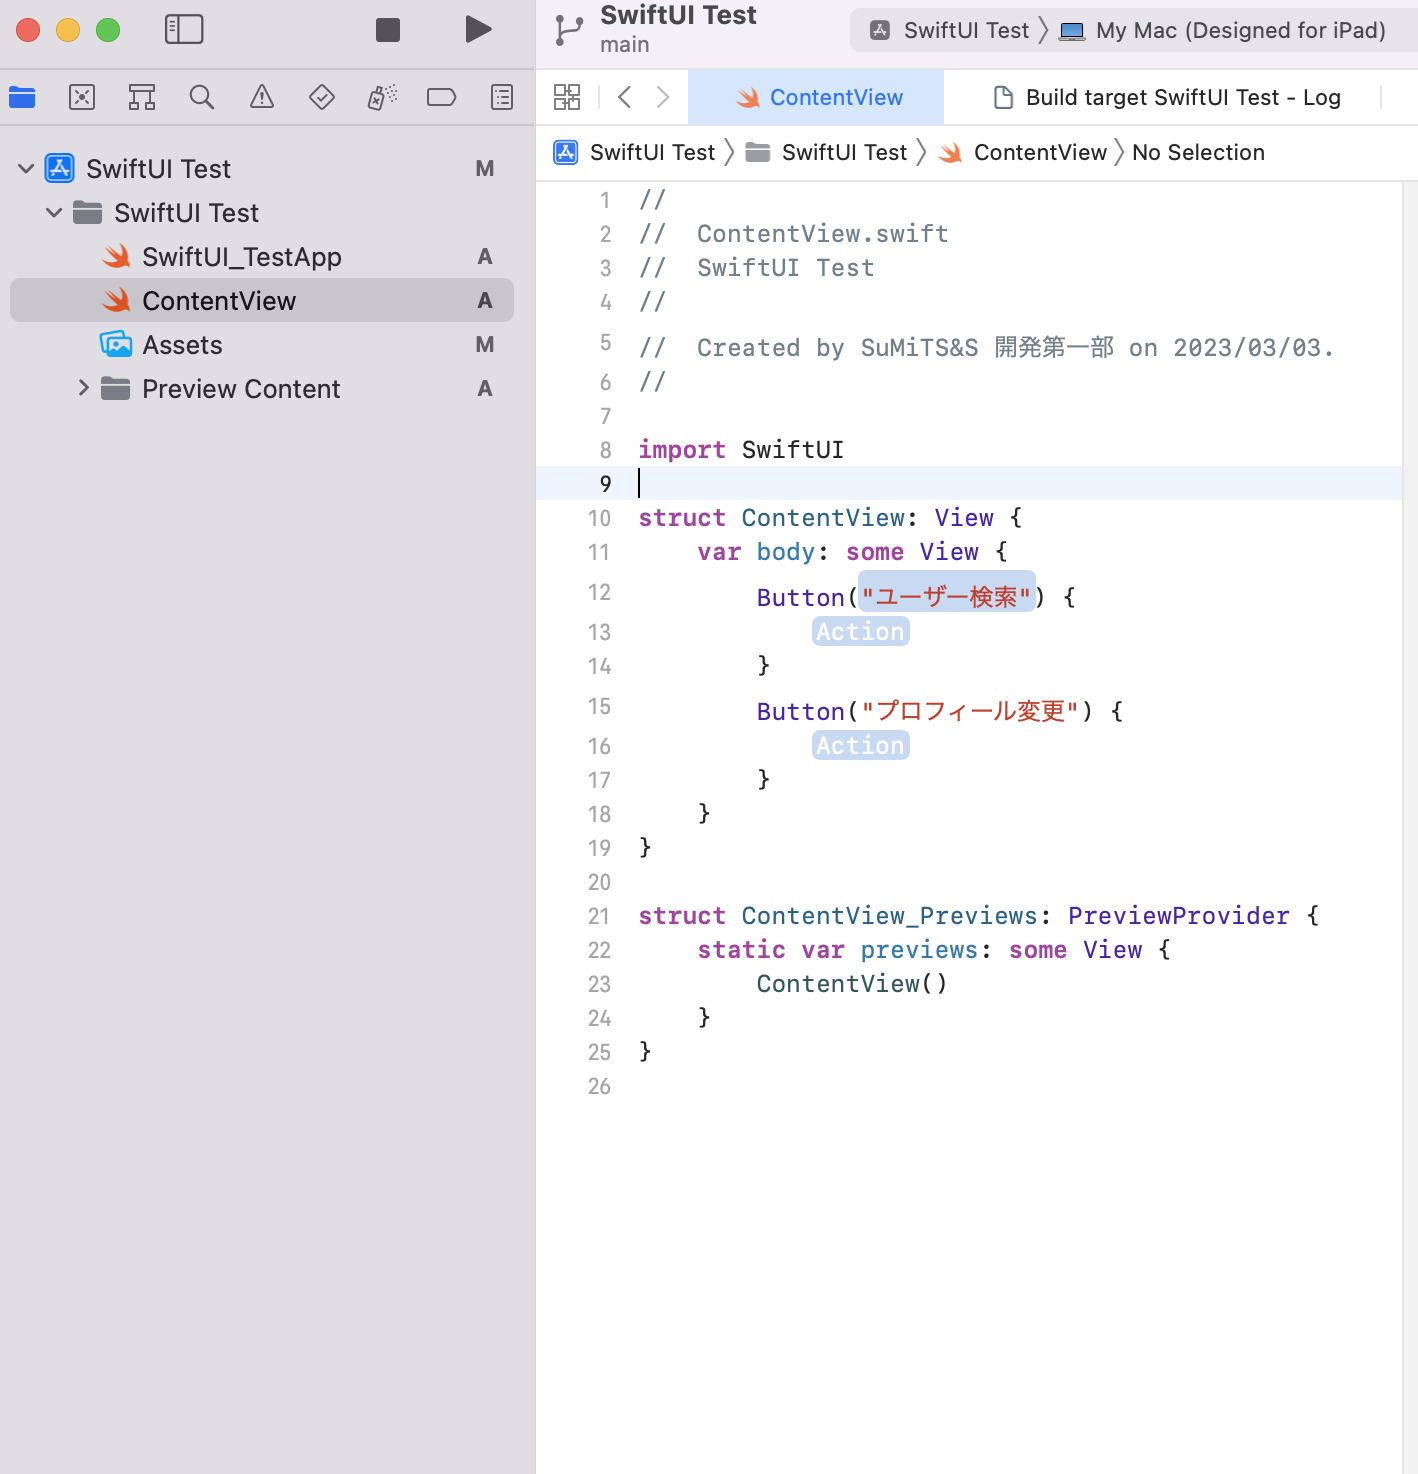 SwiftUI Test
main
SwiftUI Test
My Mac (Designed for iPad)
ContentView
Build target SwiftUI Test - Log
SwiftUI Test
SwiftUI Test
ContentView
No Selection
SwiftUI Test M
SwiftUI Test
SwiftUI_TestApp A
ContentView A
Assets M
Preview Content A
1 //
2 //  ContentView.swift
3 //  SwiftUI Test
4 //
5 //  Created by SuMiTS&S 開発第一部 on 2023/03/03.
6 //
7
8 import SwiftUI
9
10 struct ContentView: View {
11     var body: some View {
12         Button("ユーザー検索") {
13             Action
14         }
15         Button("プロフィール変更") {
16             Action
17         }
18     }
19 }
20
21 struct ContentView_Previews: PreviewProvider {
22     static var previews: some View {
23         ContentView()
24     }
25 }
26